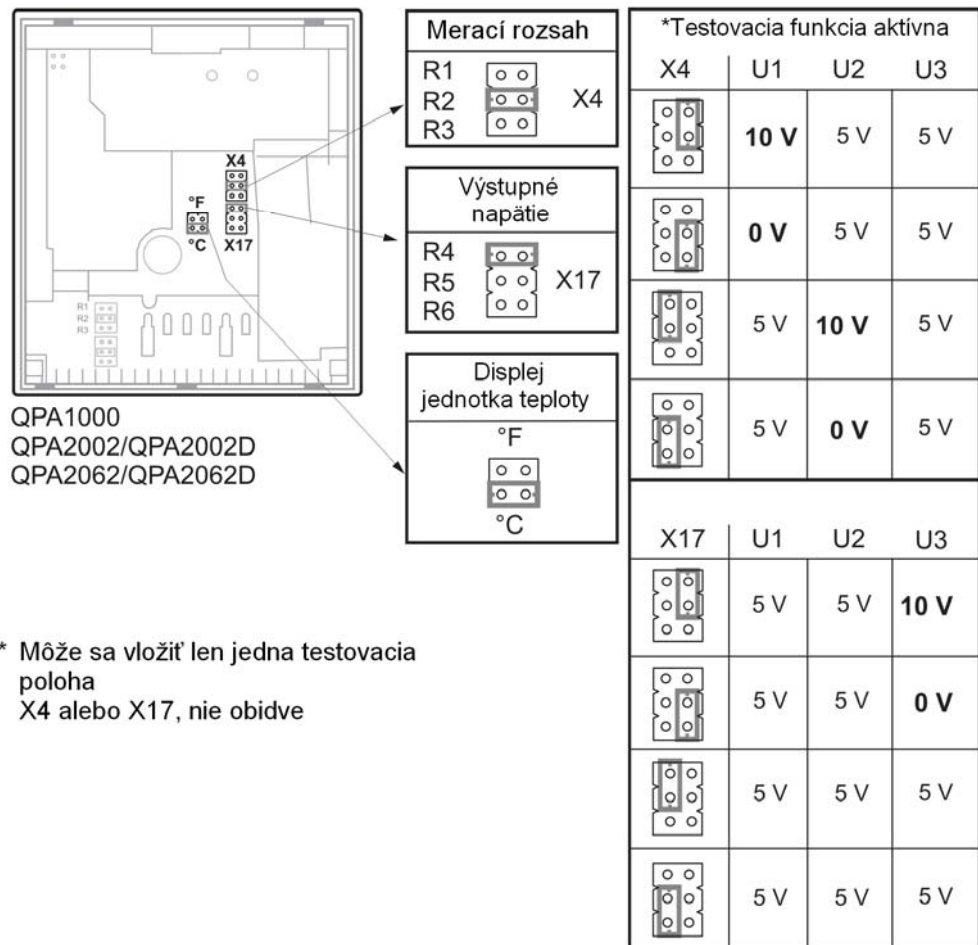 X4
°F
°C
X17
R1
R2
R3
QPA1000
QPA2002/QPA2002D
QPA2062/QPA2062D
Merací rozsah
R1
R2
R3
X4
Výstupné
napätie
R4
R5
R6
X17
Displej
jednotka teploty
°F
°C
*Testovacia funkcia aktívna
X4 U1 U2 U3
10 V 5 V 5 V
0 V 5 V 5 V
5 V 10 V 5 V
5 V 0 V 5 V
X17 U1 U2 U3
5 V 5 V 10 V
5 V 5 V 0 V
5 V 5 V 5 V
5 V 5 V 5 V
* Môže sa vložiť len jedna testovacia
poloha
X4 alebo X17, nie obidve